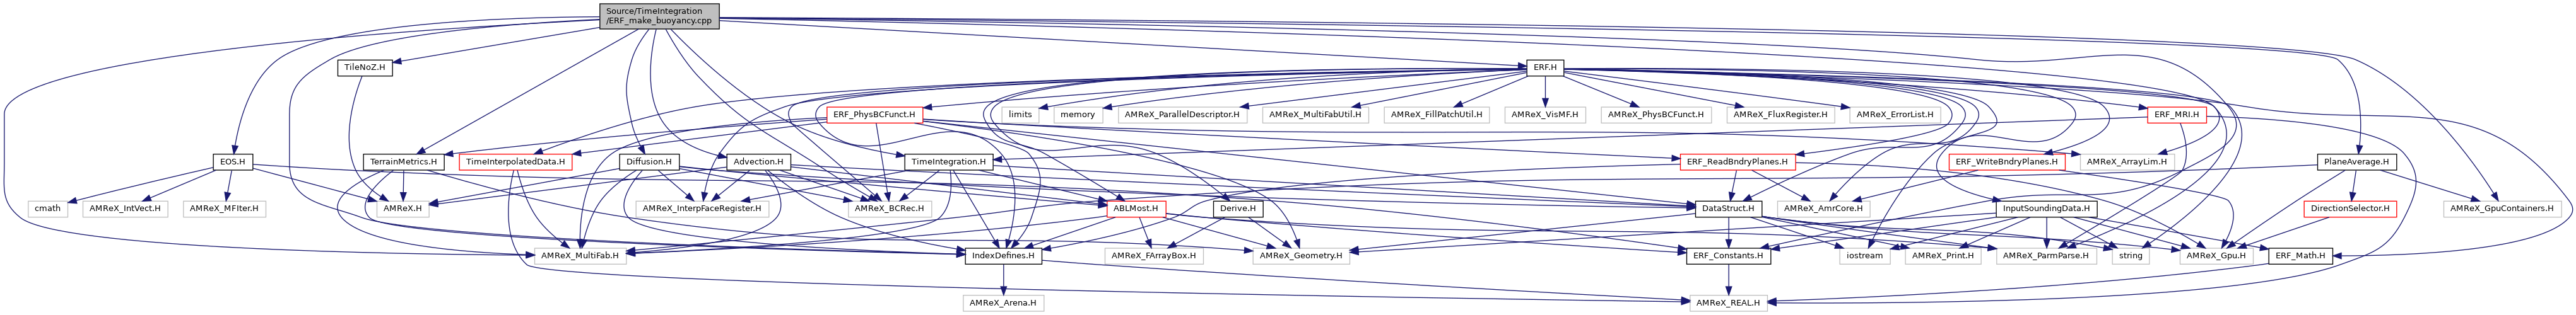 Source/TimeIntegration
/ERF_make_buoyancy.cpp
TileNoZ.H
ERF.H
limits
memory
AMReX_ParallelDescriptor.H
AMReX_MultiFabUtil.H
AMReX_FillPatchUtil.H
AMReX_VisMF.H
AMReX_PhysBCFunct.H
AMReX_FluxRegister.H
AMReX_ErrorList.H
ERF_PhysBCFunct.H
ERF_MRI.H
EOS.H
TerrainMetrics.H
TimeInterpolatedData.H
Diffusion.H
Advection.H
TimeIntegration.H
ERF_ReadBndryPlanes.H
ERF_WriteBndryPlanes.H
AMReX_ArrayLim.H
PlaneAverage.H
cmath
AMReX_IntVect.H
AMReX_MFIter.H
AMReX.H
AMReX_InterpFaceRegister.H
AMReX_BCRec.H
ABLMost.H
Derive.H
DataStruct.H
AMReX_AmrCore.H
InputSoundingData.H
DirectionSelector.H
AMReX_GpuContainers.H
AMReX_MultiFab.H
IndexDefines.H
AMReX_FArrayBox.H
AMReX_Geometry.H
ERF_Constants.H
iostream
AMReX_Print.H
AMReX_ParmParse.H
string
AMReX_Gpu.H
ERF_Math.H
AMReX_Arena.H
AMReX_REAL.H